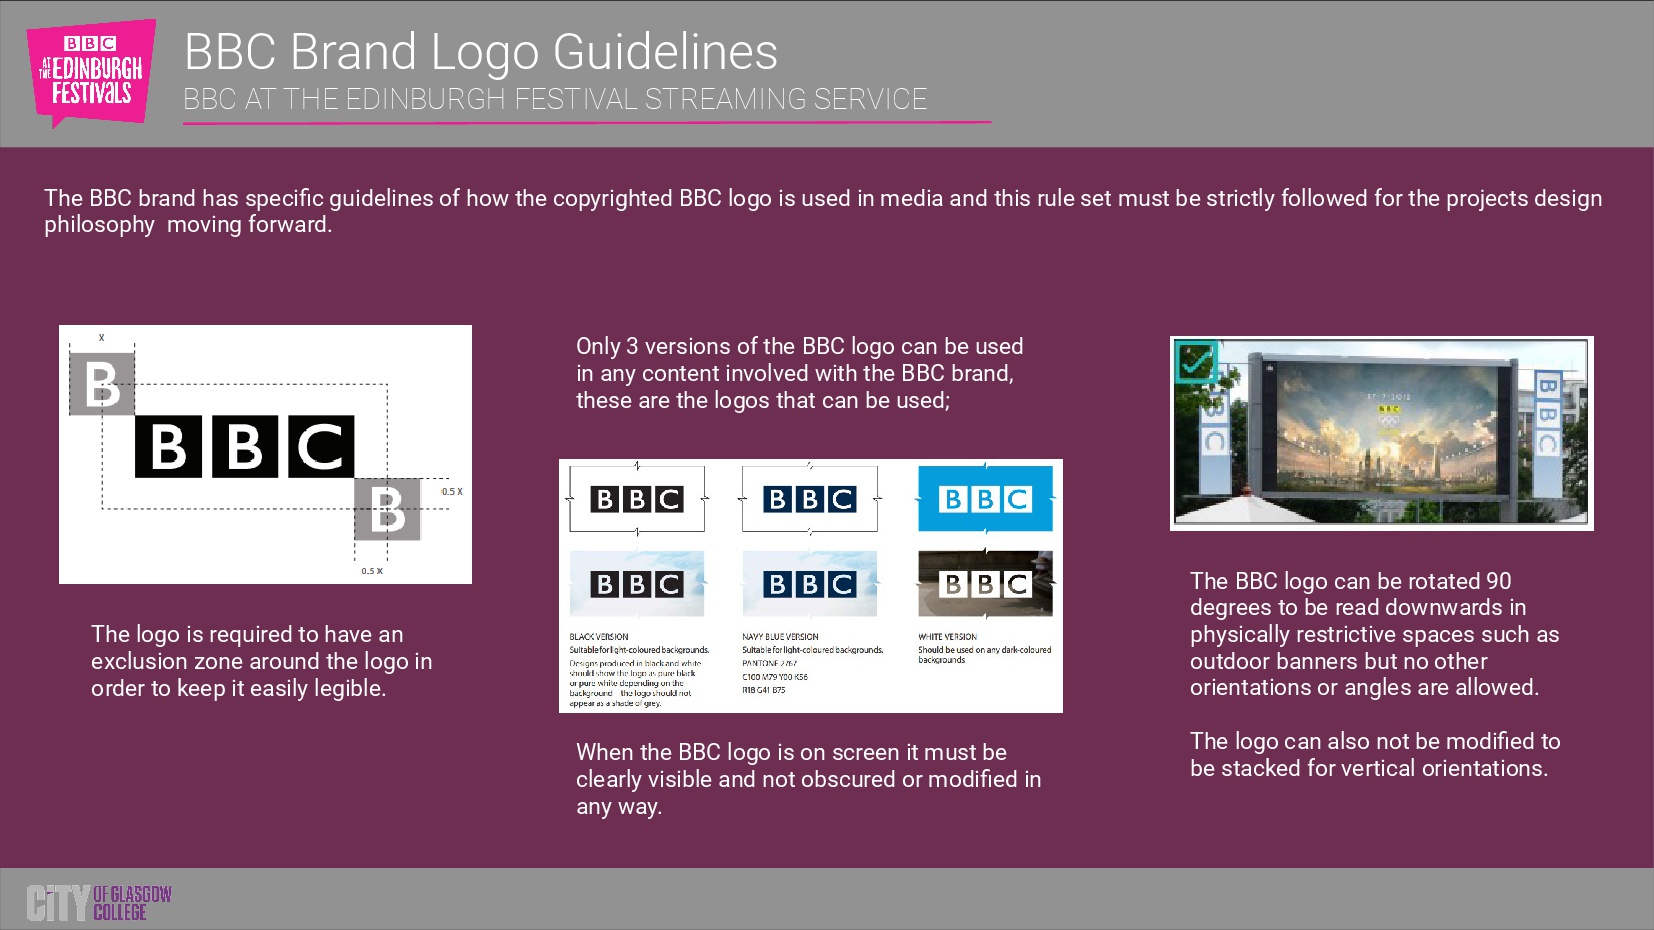 BBC
AT THE EDINBURGH
FESTIVALS
BBC Brand Logo Guidelines
BBC AT THE EDINBURGH FESTIVAL STREAMING SERVICE
The BBC brand has specific guidelines of how the copyrighted BBC logo is used in media and this rule set must be strictly followed for the projects design
philosophy  moving forward.
X
B
BBC
B
0.5 X
0.5 X
The logo is required to have an
exclusion zone around the logo in
order to keep it easily legible.
Only 3 versions of the BBC logo can be used
in any content involved with the BBC brand,
these are the logos that can be used;
BBC
BBC
BBC
BBC
BBC
BBC
BLACK VERSION
Suitable for light-coloured backgrounds.
Designs produced in black and white
should show the logo as pure black
or pure white depending on the
background: the logo should not
appear as a shade of grey.
NAVY BLUE VERSION
Suitable for light-coloured backgrounds.
PANTONE 2767
C100 M79 Y00 K56
R18 G41 B75
WHITE VERSION
Should be used on any dark-coloured
backgrounds
When the BBC logo is on screen it must be
clearly visible and not obscured or modified in
any way.
BBC
BBC
The BBC logo can be rotated 90
degrees to be read downwards in
physically restrictive spaces such as
outdoor banners but no other
orientations or angles are allowed.
The logo can also not be modified to
be stacked for vertical orientations.
CiTY OF GLASGOW
COLLEGE